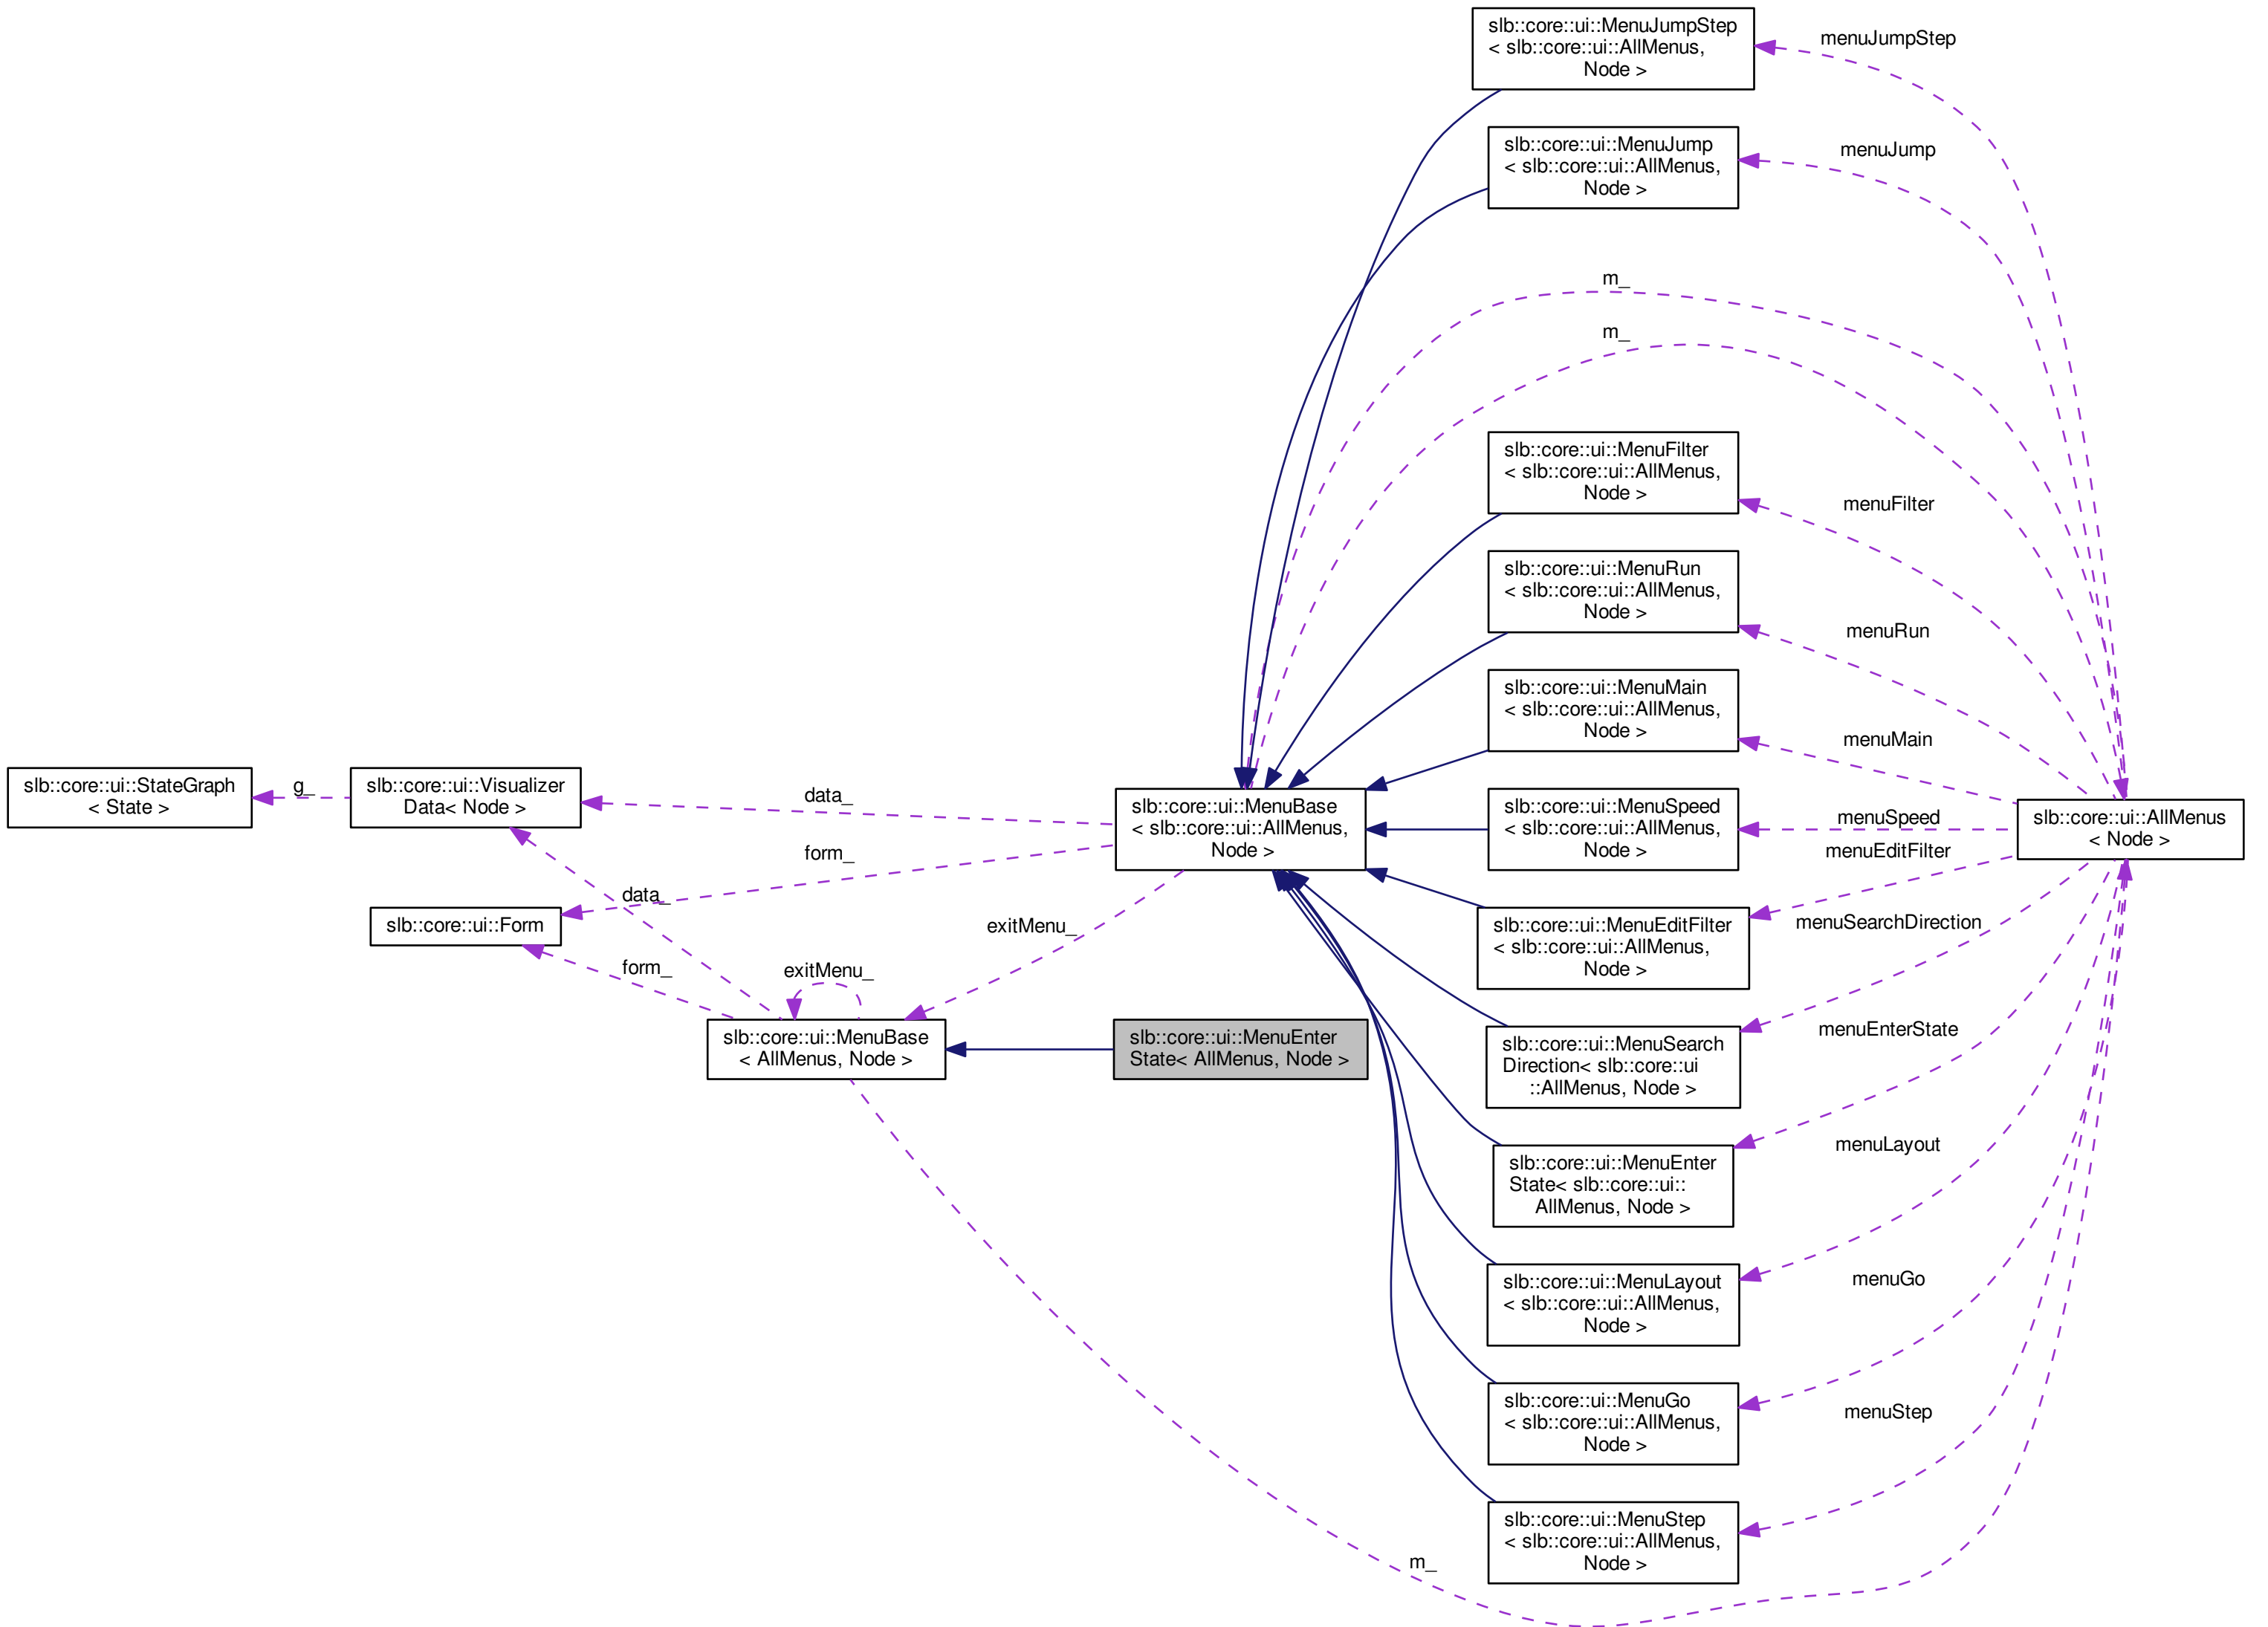 slb::core::ui::MenuJumpStep
< slb::core::ui::AllMenus,
Node >
menuJumpStep
slb::core::ui::MenuJump
< slb::core::ui::AllMenus,
Node >
menuJump
m_
m_
slb::core::ui::MenuFilter
< slb::core::ui::AllMenus,
Node >
menuFilter
slb::core::ui::MenuRun
< slb::core::ui::AllMenus,
Node >
menuRun
slb::core::ui::MenuMain
< slb::core::ui::AllMenus,
Node >
menuMain
slb::core::ui::StateGraph
< State >
g_
slb::core::ui::Visualizer
Data< Node >
data_
slb::core::ui::MenuBase
< slb::core::ui::AllMenus,
Node >
slb::core::ui::MenuSpeed
< slb::core::ui::AllMenus,
Node >
menuSpeed
slb::core::ui::AllMenus
< Node >
form_
menuEditFilter
data_
slb::core::ui::Form
exitMenu_
slb::core::ui::MenuEditFilter
< slb::core::ui::AllMenus,
Node >
menuSearchDirection
form_
exitMenu_
slb::core::ui::MenuBase
< AllMenus, Node >
slb::core::ui::MenuEnter
State< AllMenus, Node >
slb::core::ui::MenuSearch
Direction< slb::core::ui
::AllMenus, Node >
menuEnterState
slb::core::ui::MenuEnter
State< slb::core::ui::
AllMenus, Node >
menuLayout
slb::core::ui::MenuLayout
< slb::core::ui::AllMenus,
Node >
menuGo
slb::core::ui::MenuGo
< slb::core::ui::AllMenus,
Node >
menuStep
slb::core::ui::MenuStep
< slb::core::ui::AllMenus,
Node >
m_